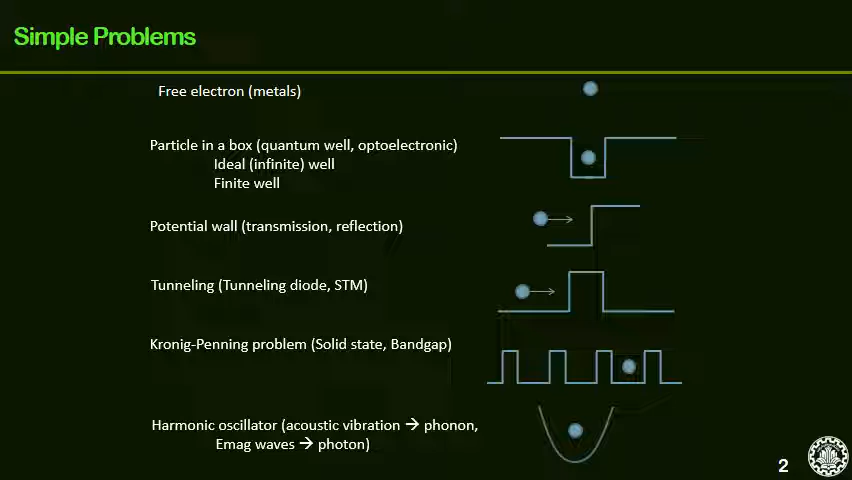 Simple Problems
Free electron (metals)
Particle in a box (quantum well, optoelectronic)
Ideal (infinite) well
Finite well
Potential wall (transmission, reflection)
Tunneling (Tunneling diode, STM)
Kronig-Penning problem (Solid state, Bandgap)
Harmonic oscillator (acoustic vibration → phonon,
Emag waves → photon)
2